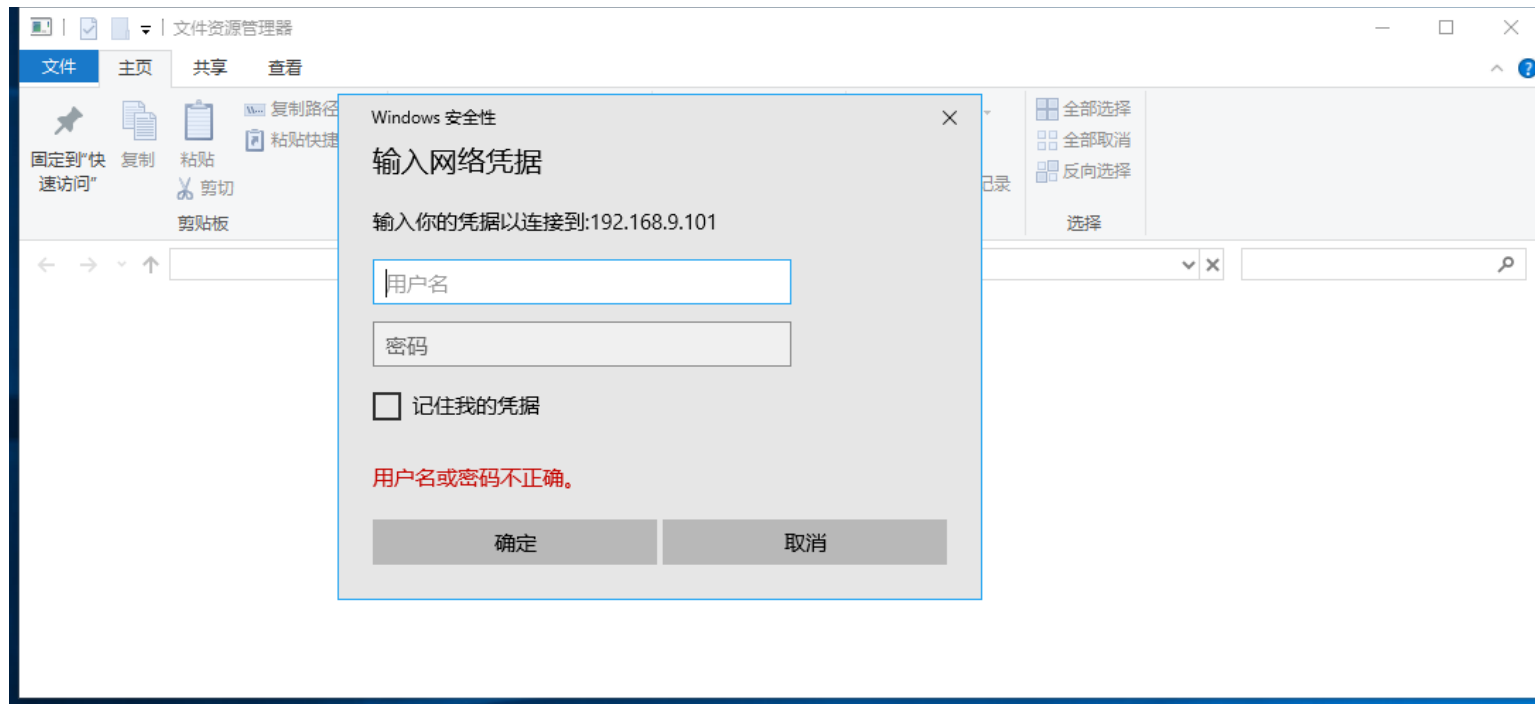 文件资源管理器
文件 主页 共享 查看
固定到“快速访问”
复制
粘贴
剪切
复制路径
粘贴快捷
剪贴板
记录
全部选择
全部取消
反向选择
选择
Windows 安全性
输入网络凭据
输入你的凭据以连接到:192.168.9.101
用户名
密码
记住我的凭据
用户名或密码不正确。
确定 取消